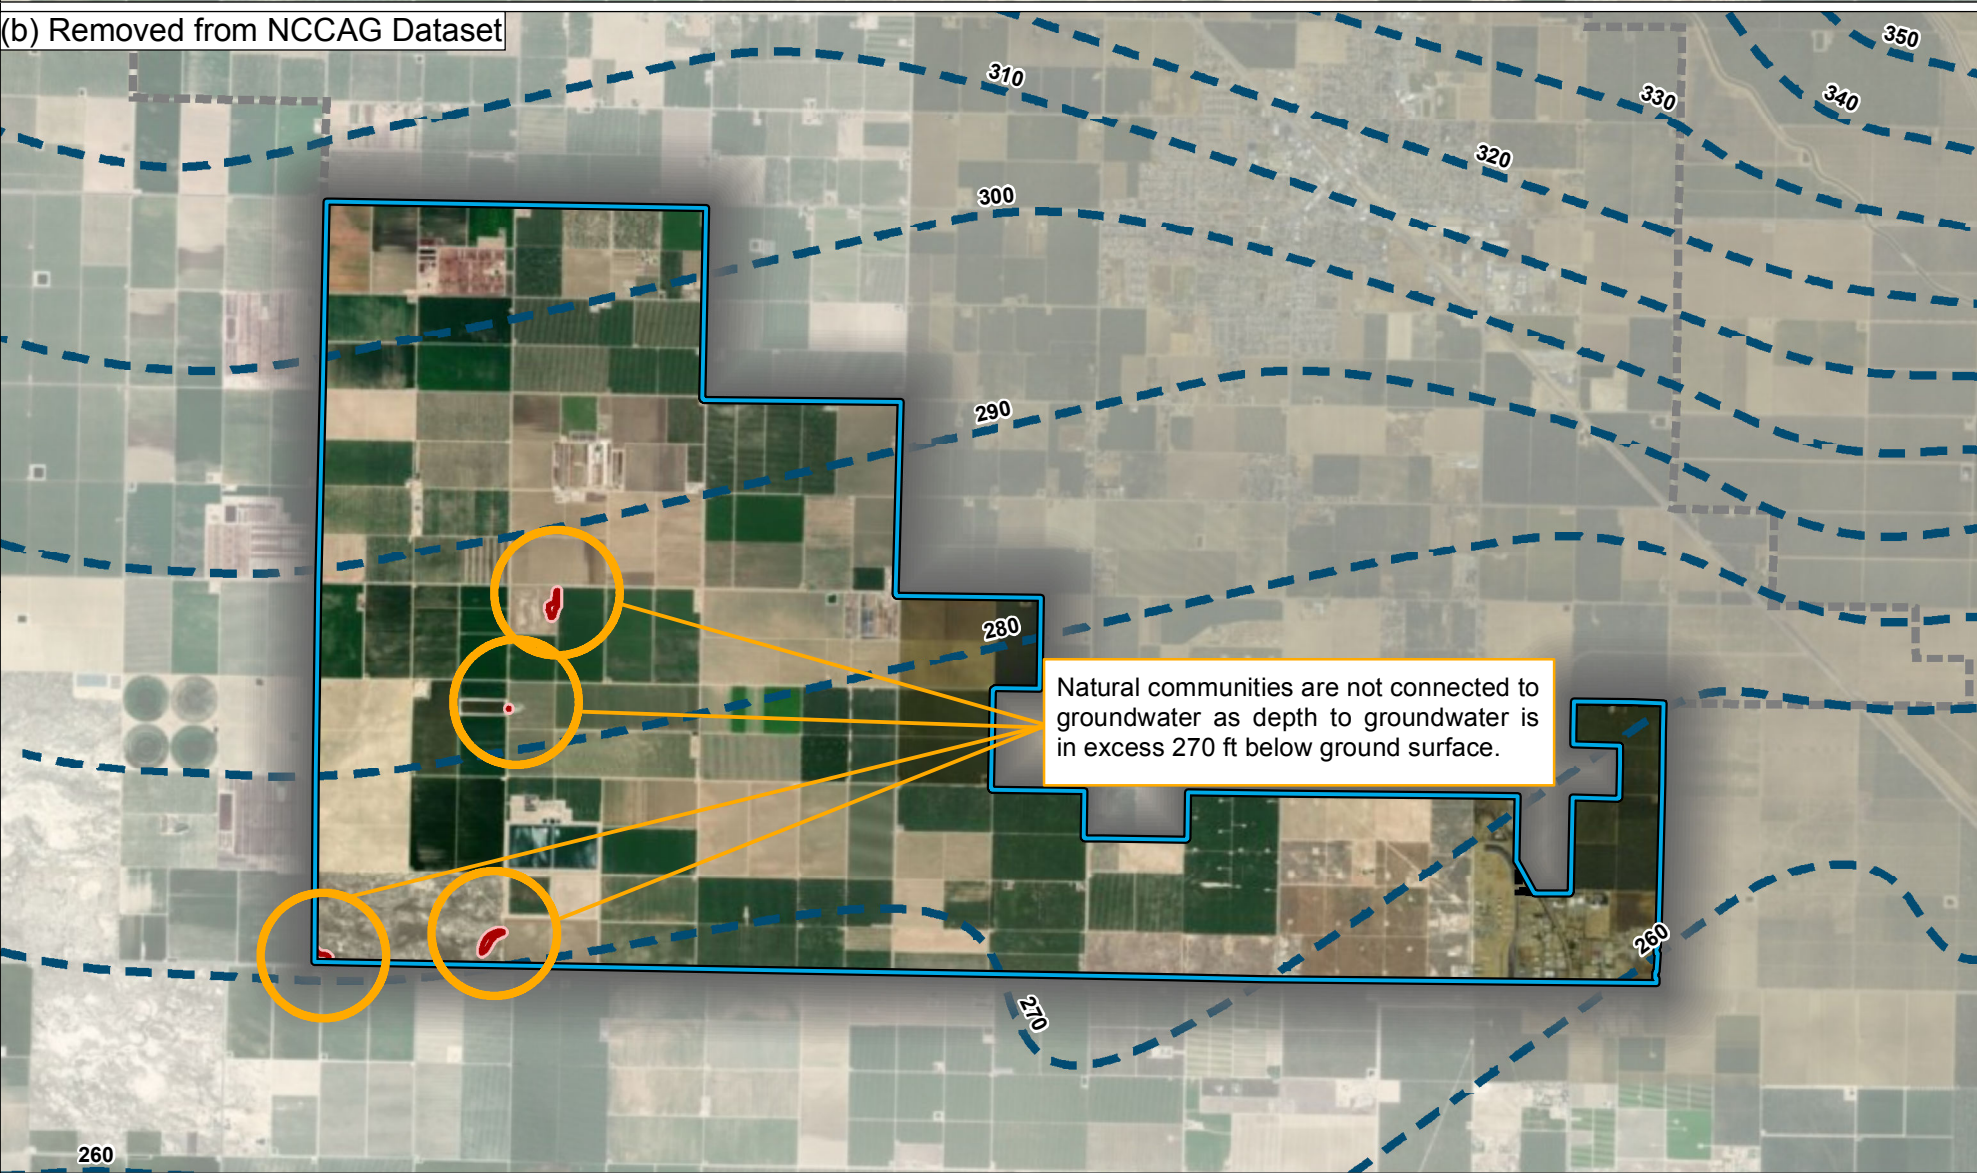 (b) Removed from NCCAG Dataset
350
310
330
340
320
300
290
280
Natural communities are not connected to
groundwater as depth to groundwater is
in excess 270 ft below ground surface.
260
270
260